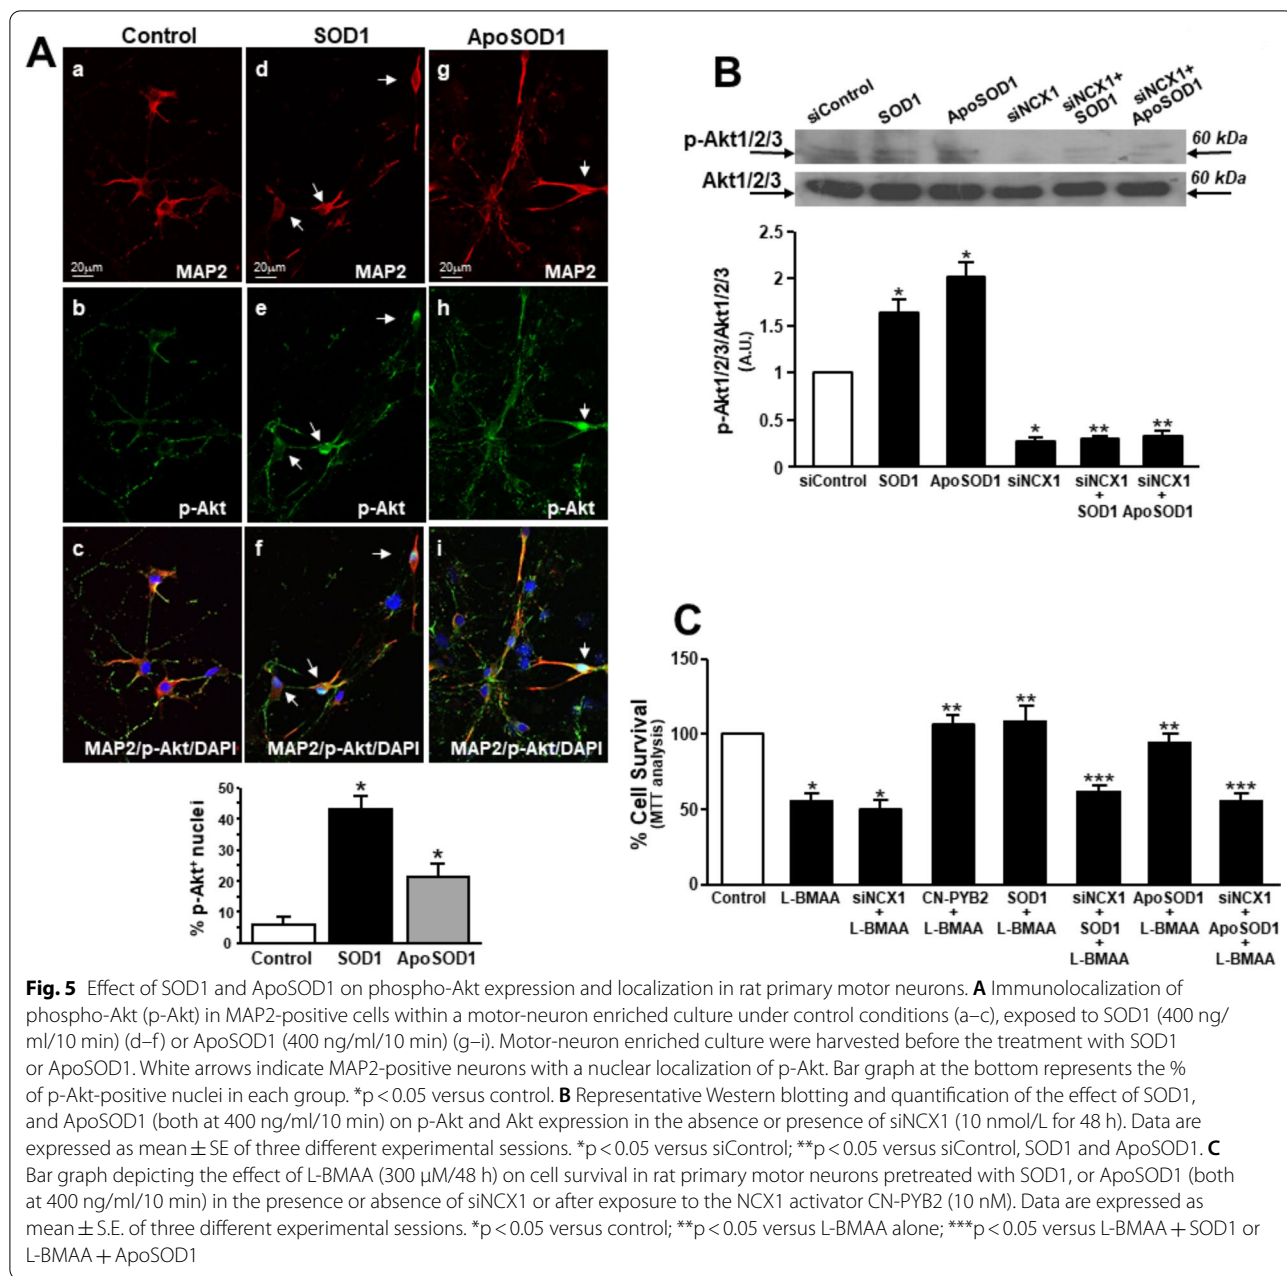 A
Control
SOD1
ApoSOD1
a
d
g
20µm
MAP2
20µm
MAP2
20µm
MAP2
b
e
h
p-Akt
p-Akt
p-Akt
c
f
i
MAP2/p-Akt/DAPI
MAP2/p-Akt/DAPI
MAP2/p-Akt/DAPI
% p-Akt⁺ nuclei
50
40
30
20
10
0
*
*
Control
SOD1
ApoSOD1
B
siControl
SOD1
ApoSOD1
siNCX1
siNCX1+
SOD1
siNCX1+
ApoSOD1
p-Akt1/2/3
60 kDa
Akt1/2/3
60 kDa
p-Akt1/2/3/Akt1/2/3
(A.U.)
2.5
2
1.5
1
0.5
0
*
*
*
**
**
siControl
SOD1
ApoSOD1
siNCX1
siNCX1
+
SOD1
siNCX1
+
ApoSOD1
C
% Cell Survival
(MTT analysis)
150
100
50
0
*
*
**
**
***
**
***
Control
L-BMAA
siNCX1
+
L-BMAA
CN-PYB2
+
L-BMAA
SOD1
+
L-BMAA
siNCX1
+
SOD1
+
L-BMAA
ApoSOD1
+
L-BMAA
siNCX1
+
ApoSOD1
+
L-BMAA
Fig. 5 Effect of SOD1 and ApoSOD1 on phospho-Akt expression and localization in rat primary motor neurons. A Immunolocalization of
phospho-Akt (p-Akt) in MAP2-positive cells within a motor-neuron enriched culture under control conditions (a–c), exposed to SOD1 (400 ng/
ml/10 min) (d–f) or ApoSOD1 (400 ng/ml/10 min) (g–i). Motor-neuron enriched culture were harvested before the treatment with SOD1
or ApoSOD1. White arrows indicate MAP2-positive neurons with a nuclear localization of p-Akt. Bar graph at the bottom represents the %
of p-Akt-positive nuclei in each group. *p < 0.05 versus control. B Representative Western blotting and quantification of the effect of SOD1,
and ApoSOD1 (both at 400 ng/ml/10 min) on p-Akt and Akt expression in the absence or presence of siNCX1 (10 nmol/L for 48 h). Data are
expressed as mean ± SE of three different experimental sessions. *p < 0.05 versus siControl; **p < 0.05 versus siControl, SOD1 and ApoSOD1. C
Bar graph depicting the effect of L-BMAA (300 µM/48 h) on cell survival in rat primary motor neurons pretreated with SOD1, or ApoSOD1 (both
at 400 ng/ml/10 min) in the presence or absence of siNCX1 or after exposure to the NCX1 activator CN-PYB2 (10 nM). Data are expressed as
mean ± S.E. of three different experimental sessions. *p < 0.05 versus control; **p < 0.05 versus L-BMAA alone; ***p < 0.05 versus L-BMAA + SOD1 or
L-BMAA + ApoSOD1